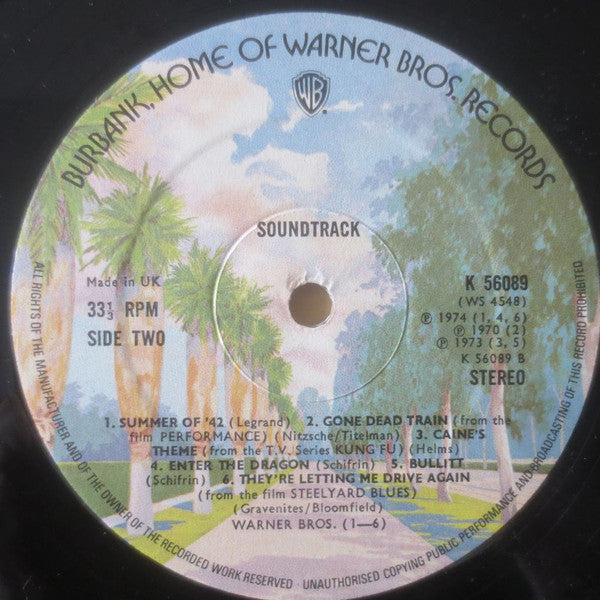 BURBANK, HOME OF WARNER BROS. RECORDS
WB
®
SOUNDTRACK
Made in UK
33⅓ RPM
SIDE TWO
K 56089
(WS 4548)
℗ 1974 (1, 4, 6)
℗ 1970 (2)
℗ 1973 (3, 5)
K 56089 B
STEREO
1. SUMMER OF '42 (Legrand) 2. GONE DEAD TRAIN (from the
film PERFORMANCE) (Nitzsche/Titelman) 3. CAINE'S
THEME (from the T.V. Series KUNG FU) (Helms)
4. ENTER THE DRAGON (Schifrin) 5. BULLITT
(Schifrin) 6. THEY'RE LETTING ME DRIVE AGAIN
(from the film STEELYARD BLUES)
(Gravenites/Bloomfield)
WARNER BROS. (1—6)
ALL RIGHTS OF THE MANUFACTURER AND OF THE OWNER OF THE RECORDED WORK RESERVED · UNAUTHORISED COPYING PUBLIC PERFORMANCE AND BROADCASTING OF THIS RECORD PROHIBITED